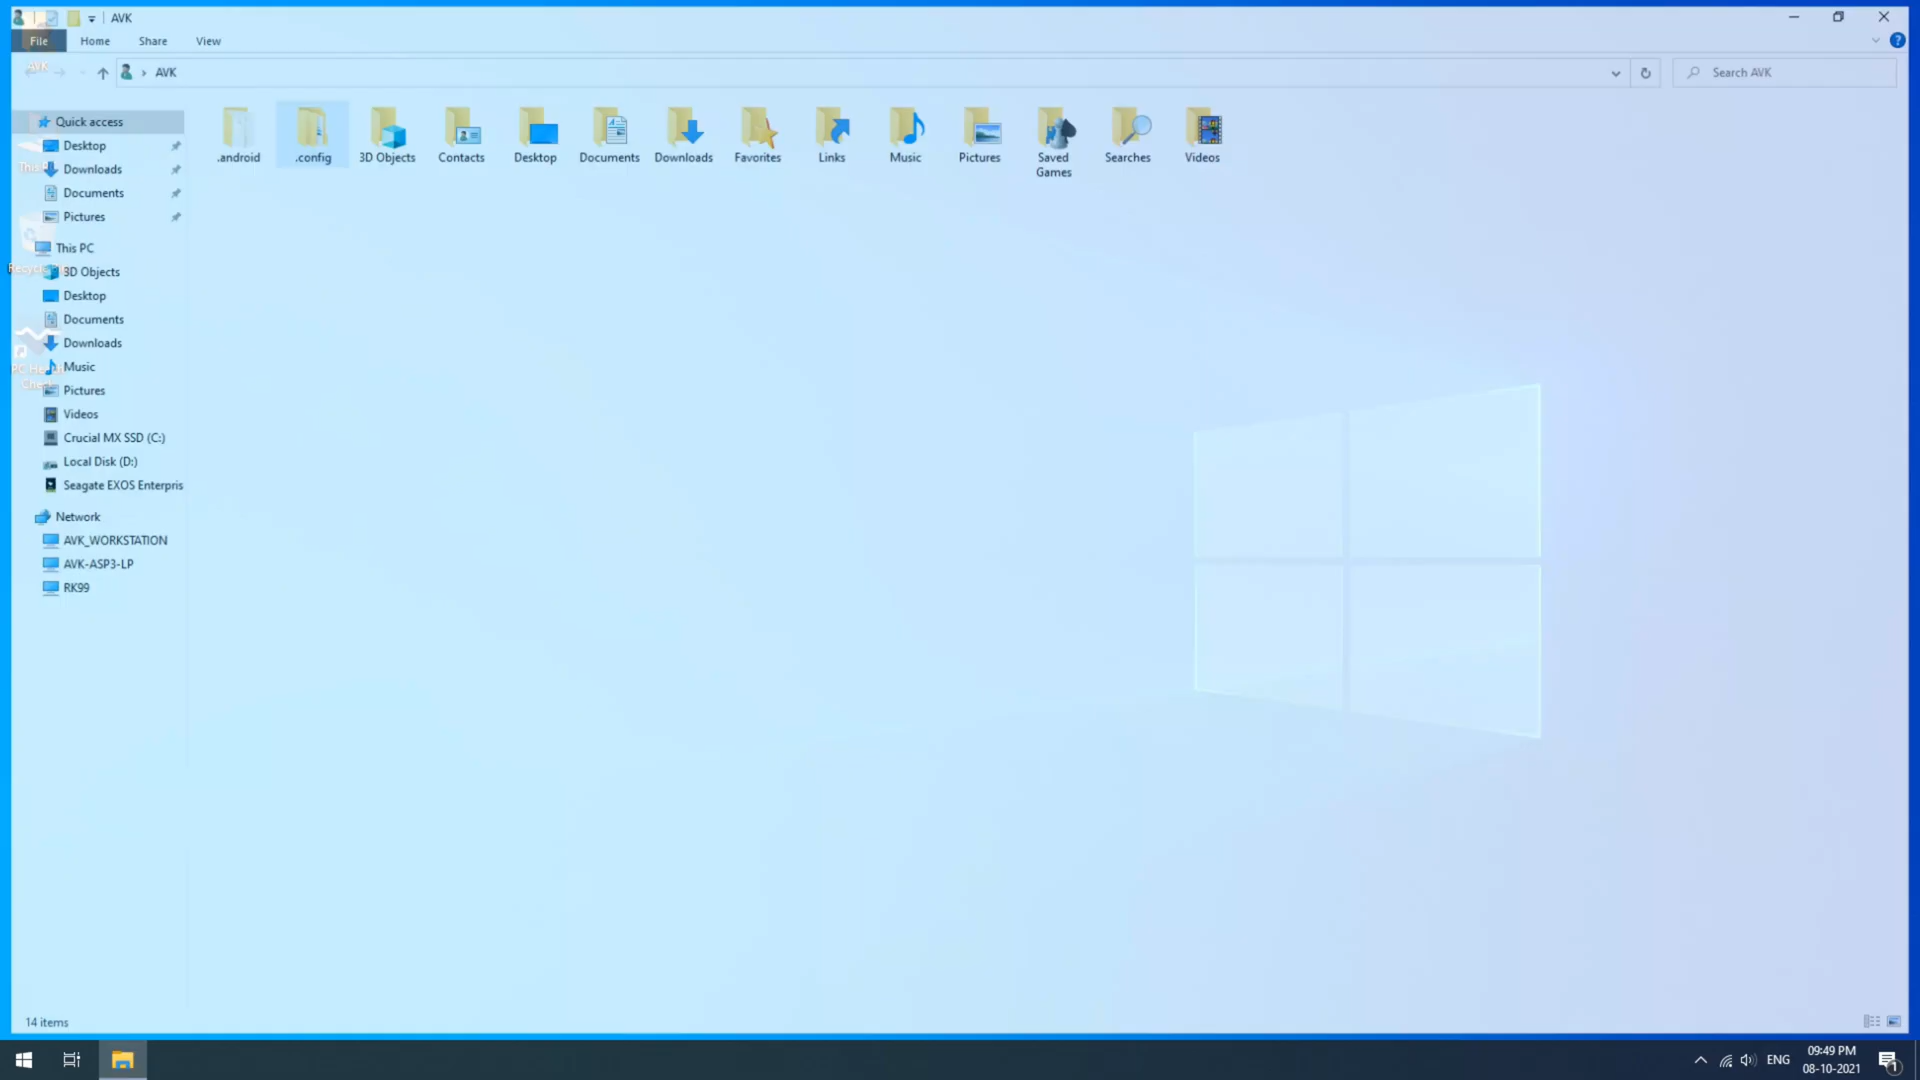 AVK
File
Home
Share
View
AVK
AVK
Search AVK
Quick access
Desktop
Downloads
Documents
Pictures
This PC
3D Objects
Desktop
Documents
Downloads
Music
Pictures
Videos
Crucial MX SSD (C:)
Local Disk (D:)
Seagate EXOS Enterpris
Network
AVK_WORKSTATION
AVK-ASP3-LP
RK99
.android
.config
3D Objects
Contacts
Desktop
Documents
Downloads
Favorites
Links
Music
Pictures
Saved
Games
Searches
Videos
14 items
ENG
09:49 PM
08-10-2021
1